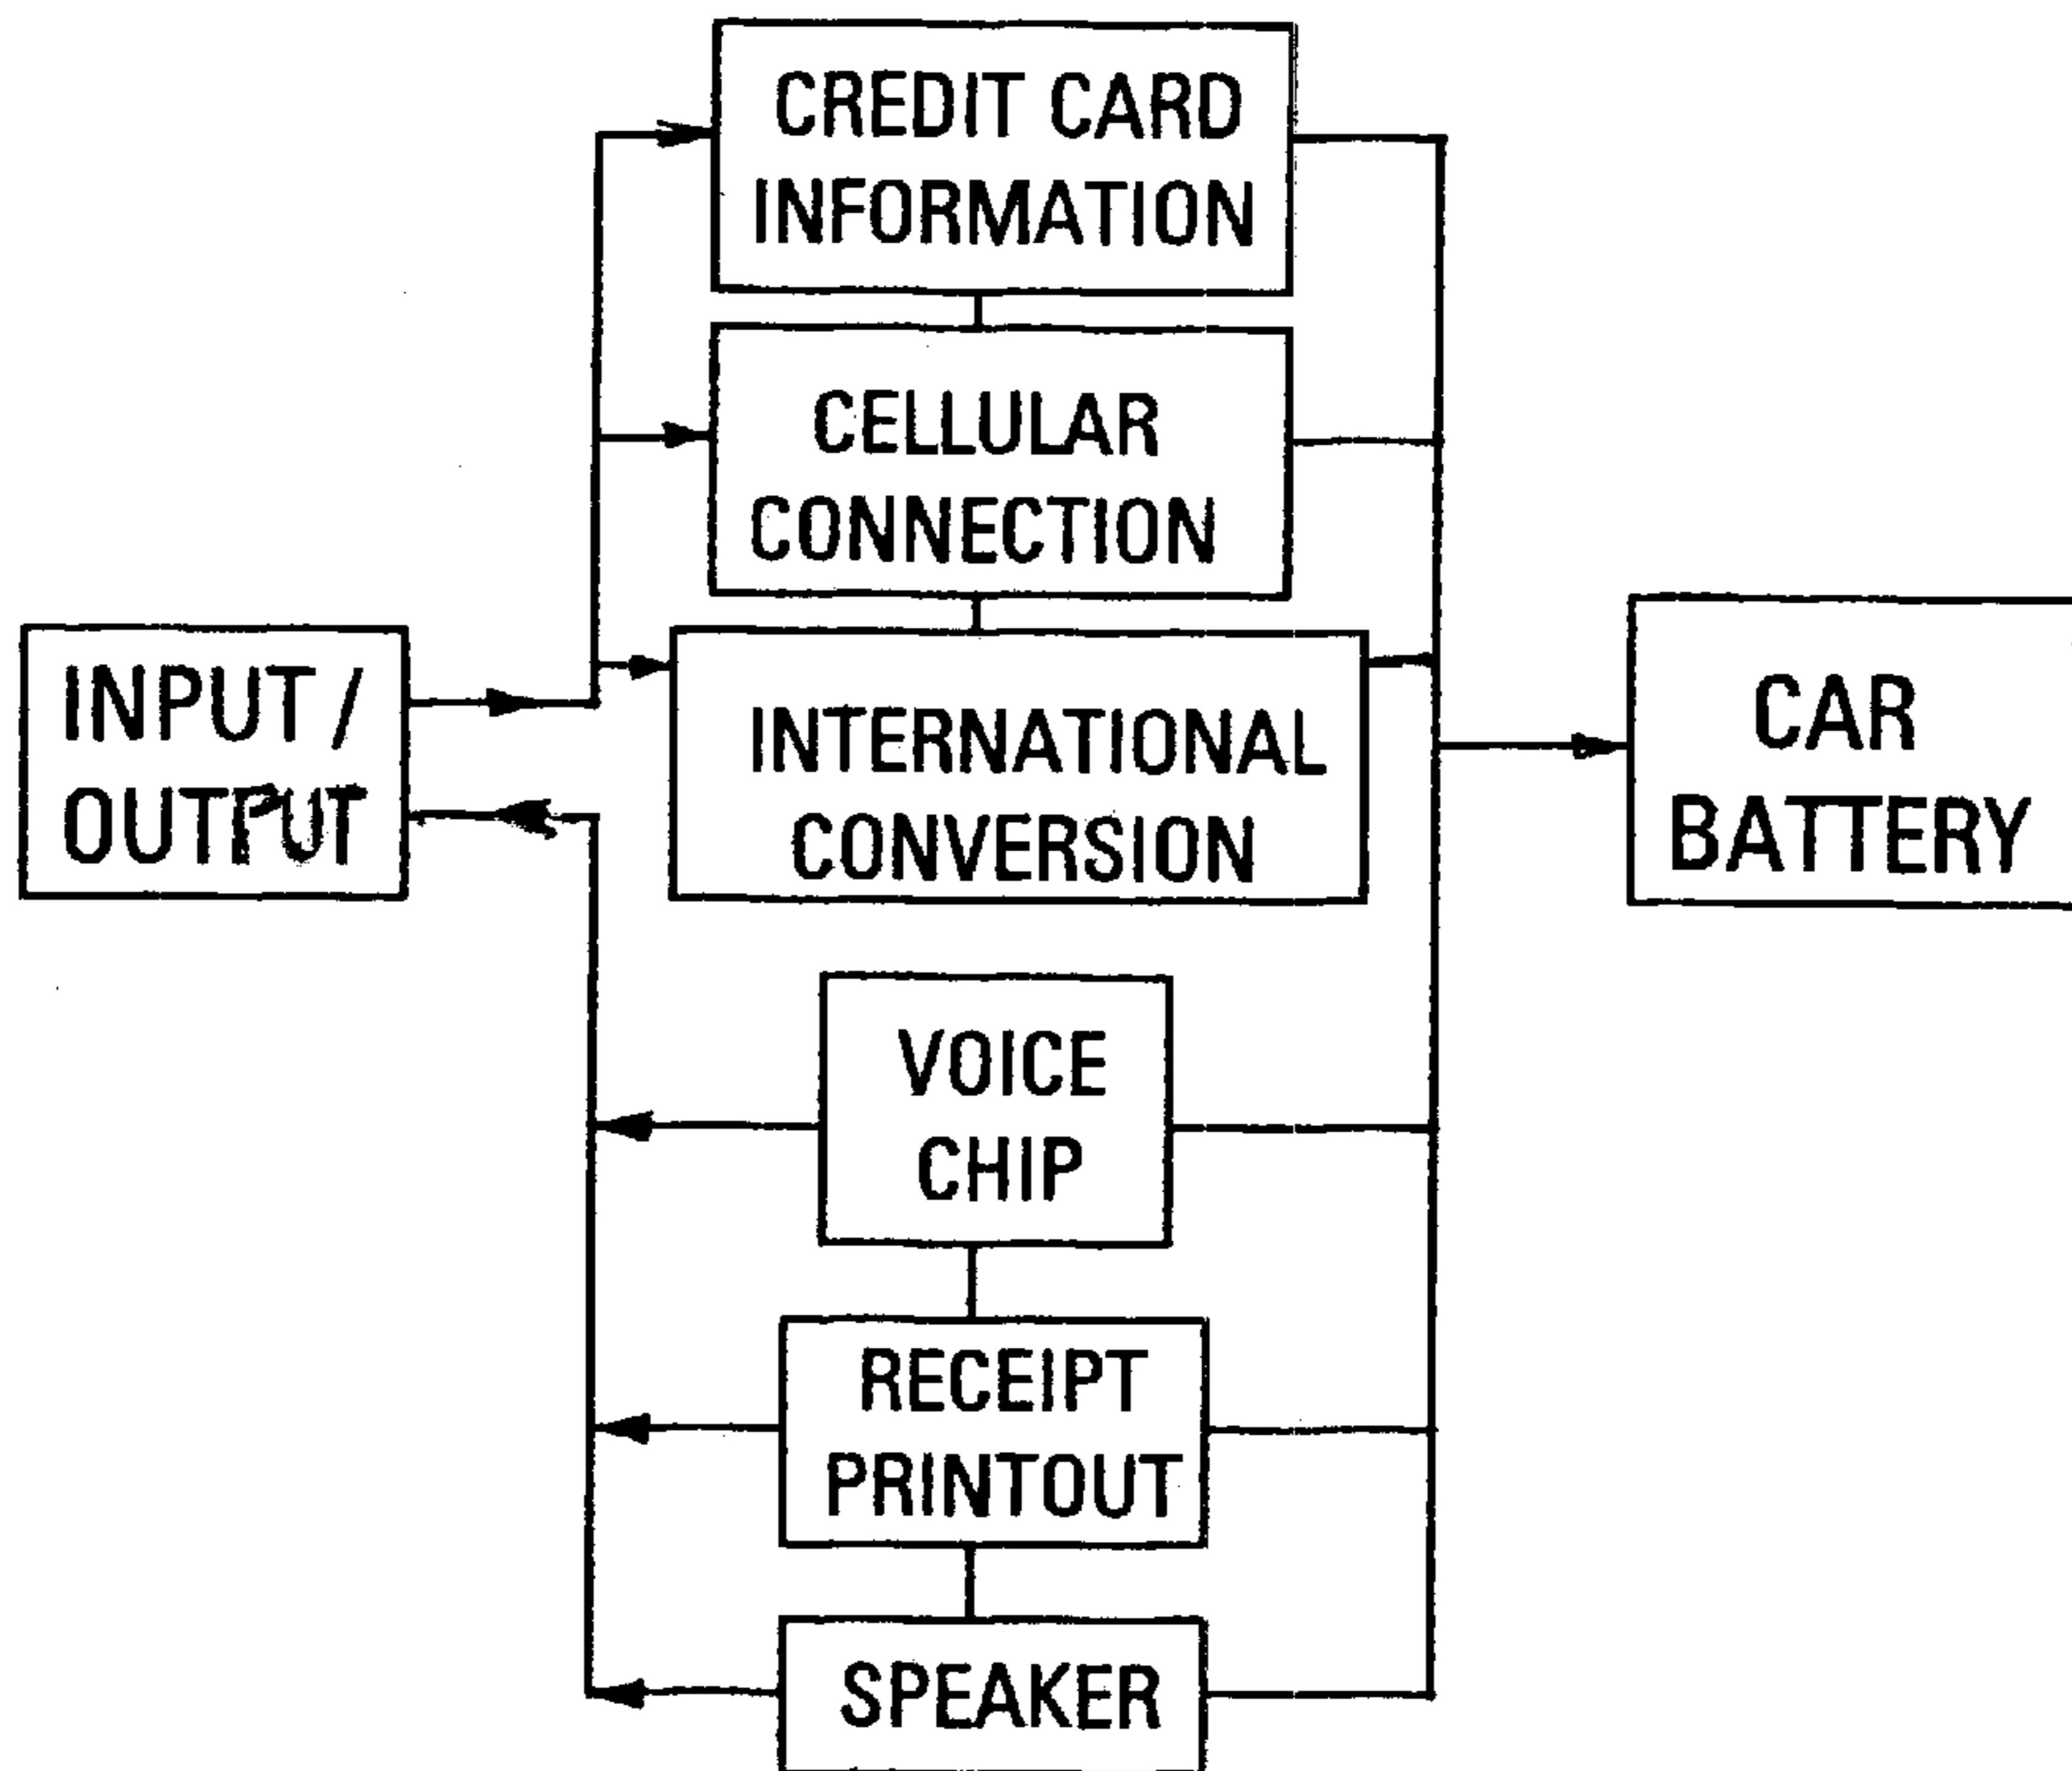 CREDIT CARD
INFORMATION
CELLULAR
CONNECTION
INPUT /
OUTPUT
INTERNATIONAL
CONVERSION
CAR
BATTERY
VOICE
CHIP
RECEIPT
PRINTOUT
SPEAKER